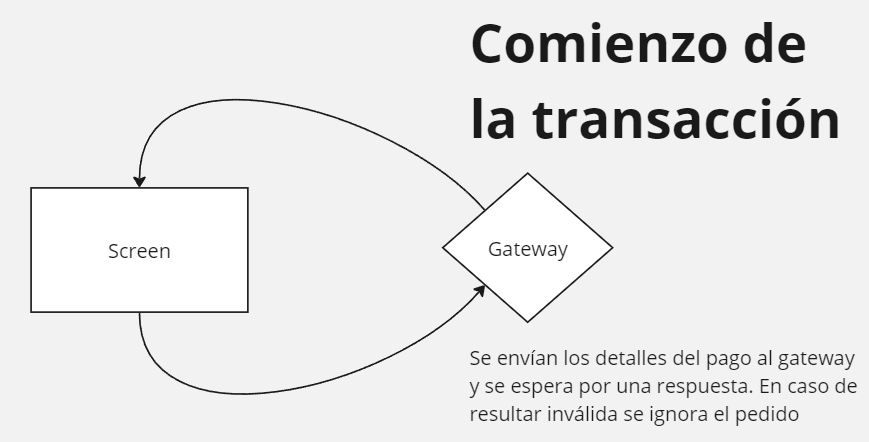 Comienzo de
la transacción
Screen
Gateway
Se envían los detalles del pago al gateway
y se espera por una respuesta. En caso de
resultar inválida se ignora el pedido